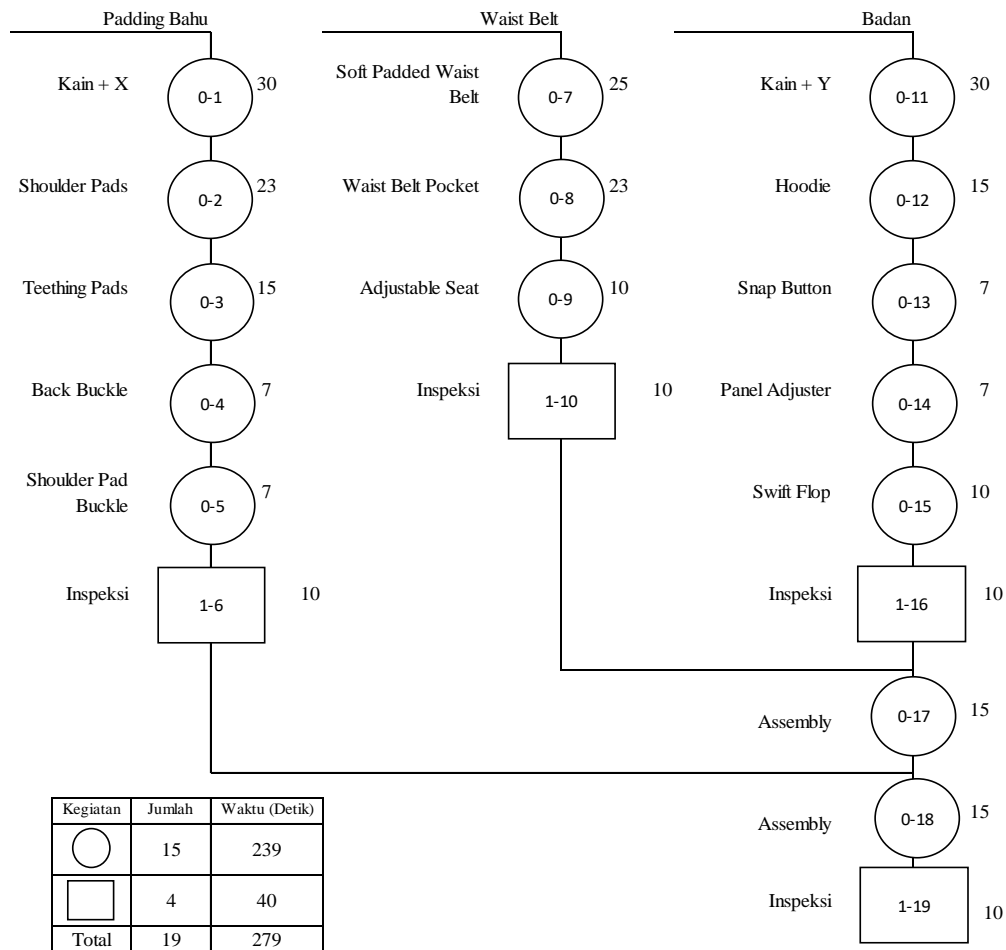 Padding Bahu
Kain + X
0-1
30
Shoulder Pads
0-2
23
Teething Pads
0-3
15
Back Buckle
0-4
7
Shoulder Pad
Buckle
0-5
7
Inspeksi
1-6
10
Waist Belt
Soft Padded Waist
Belt
0-7
25
Waist Belt Pocket
0-8
23
Adjustable Seat
0-9
10
Inspeksi
1-10
10
Badan
Kain + Y
0-11
30
Hoodie
0-12
15
Snap Button
0-13
7
Panel Adjuster
0-14
7
Swift Flop
0-15
10
Inspeksi
1-16
10
Assembly
0-17
15
Assembly
0-18
15
Inspeksi
1-19
10
Kegiatan Jumlah Waktu (Detik)
15 239
4 40
Total 19 279